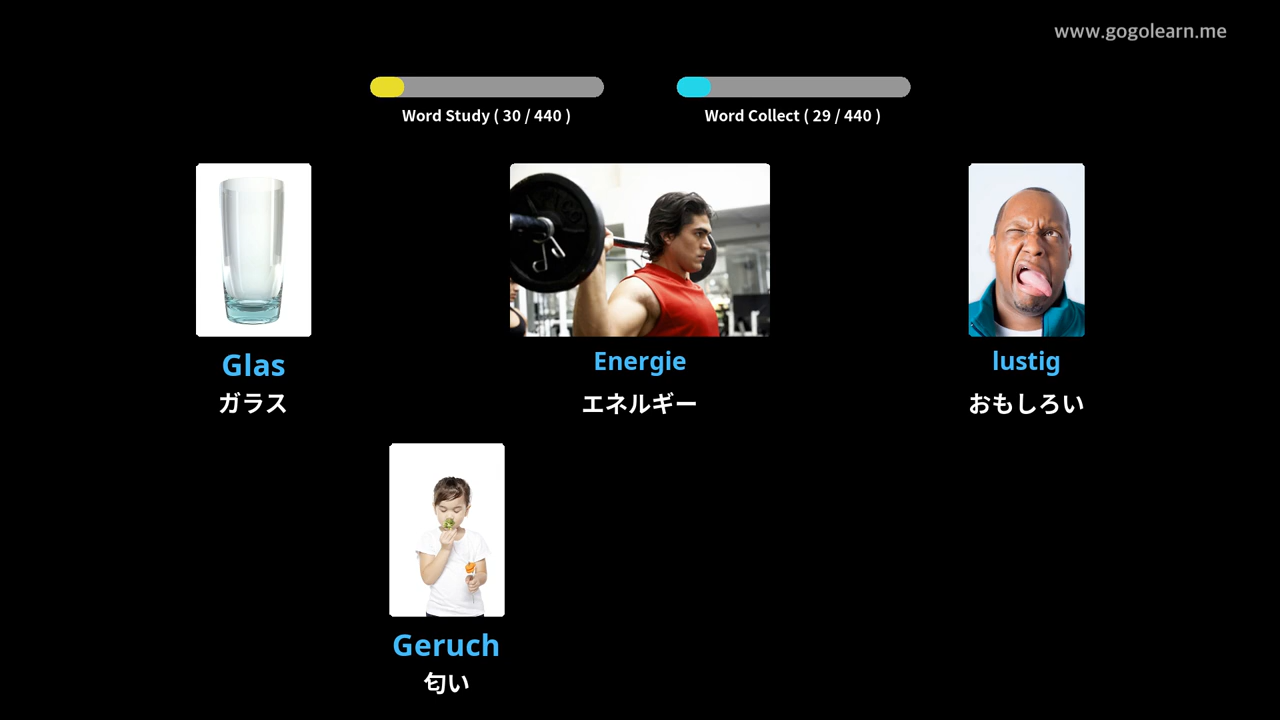 www.gogolearn.me
Word Study ( 30 / 440 )
Word Collect ( 29 / 440 )
Glas
ガラス
Energie
エネルギー
lustig
おもしろい
Geruch
匂い